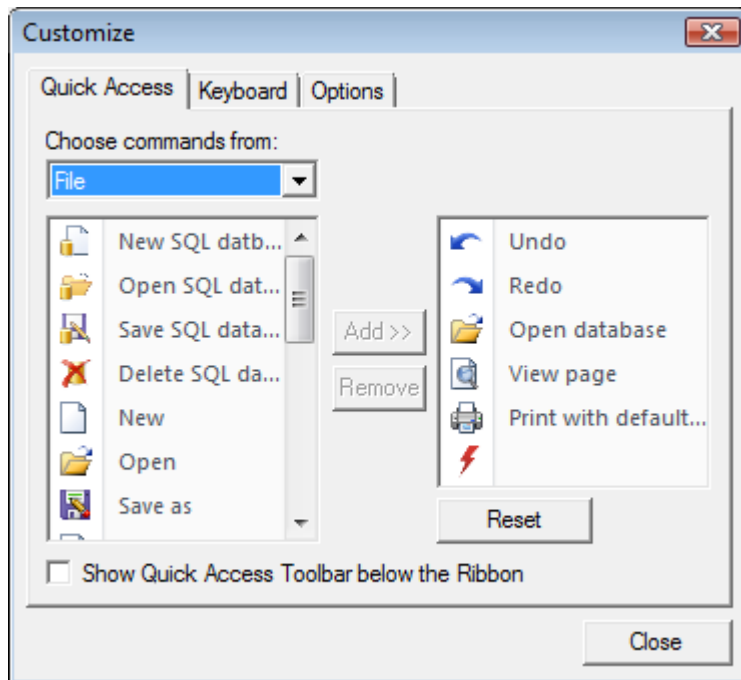 Customize
Quick Access
Keyboard
Options
Choose commands from:
File
New SQL datb...
Open SQL dat...
Save SQL data...
Delete SQL da...
New
Open
Save as
Add >>
Remove
Undo
Redo
Open database
View page
Print with default...
Reset
Show Quick Access Toolbar below the Ribbon
Close